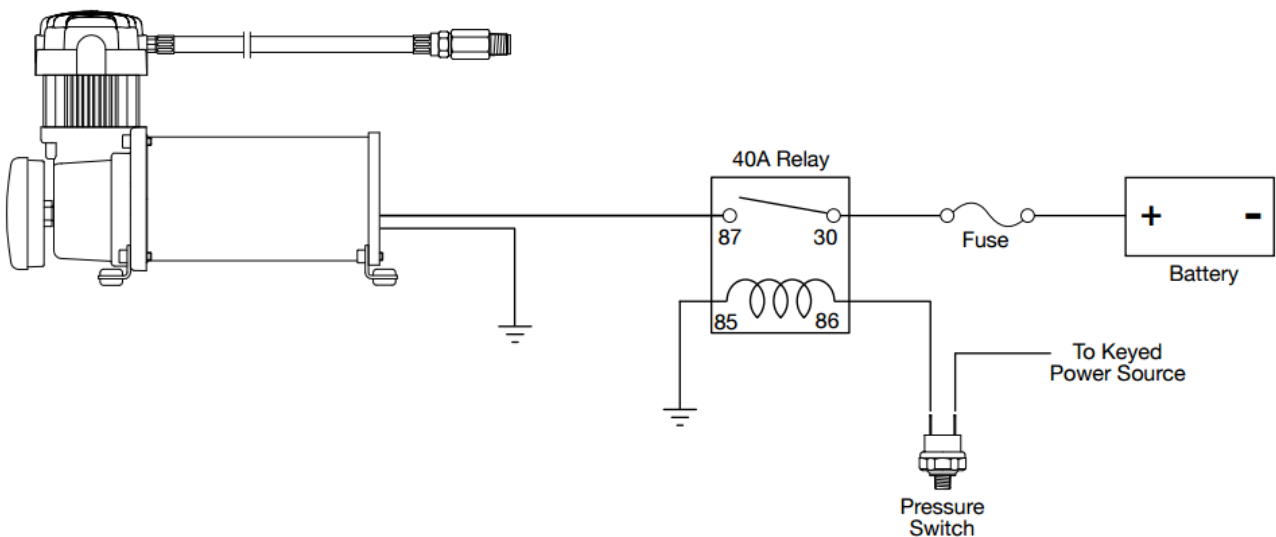 40A Relay
87
30
Fuse
+
-
Battery
85
86
To Keyed
Power Source
Pressure
Switch